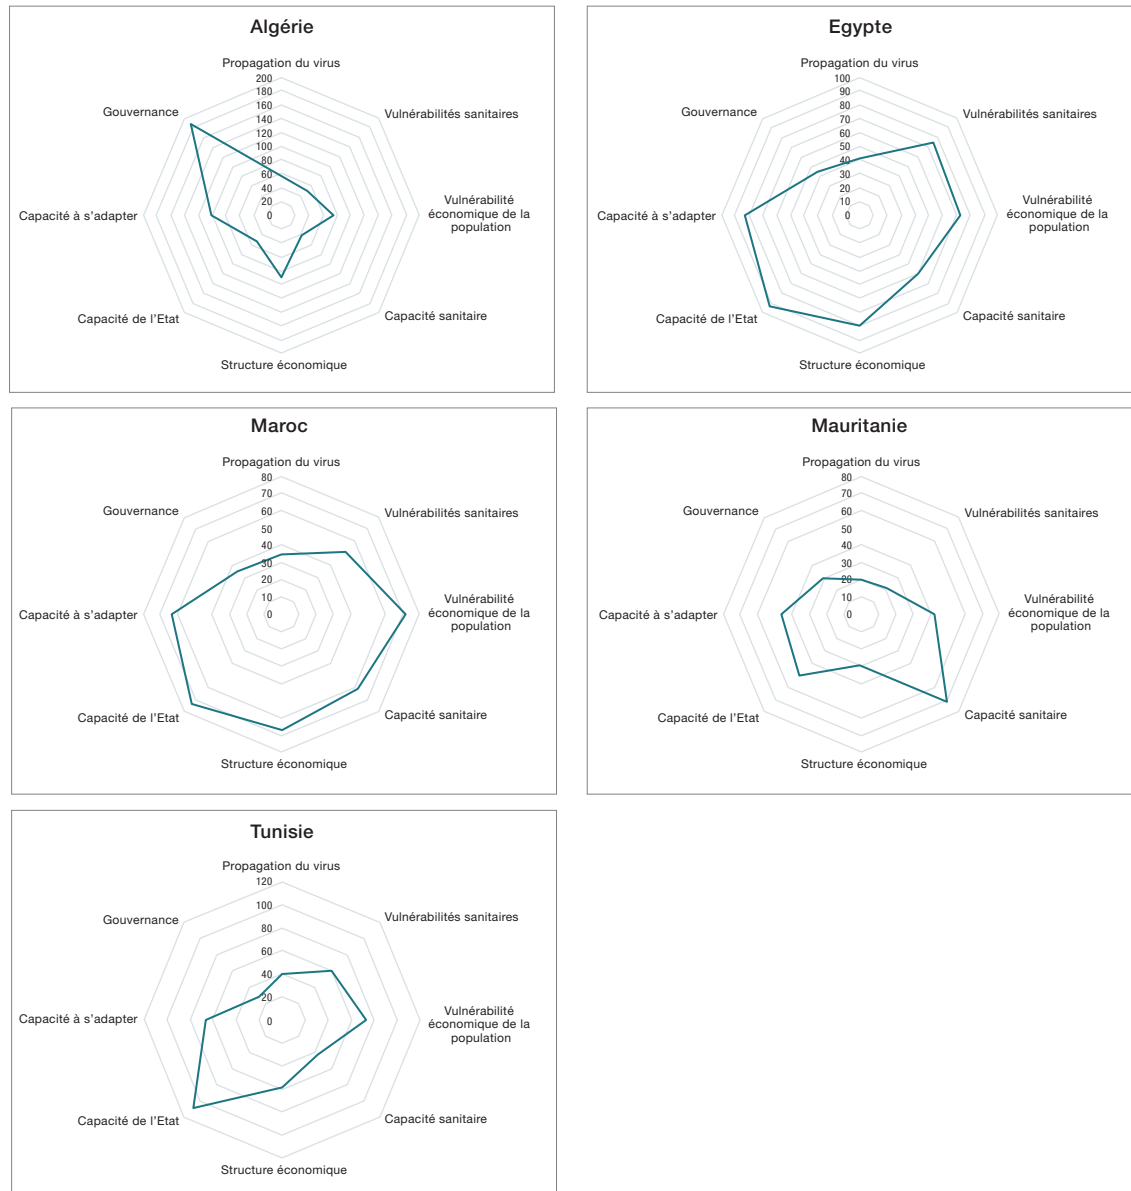 Algérie
Propagation du virus
200
180
160
140
120
100
80
60
40
20
0
Vulnérabilités sanitaires
Vulnérabilité
économique de la
population
Capacité sanitaire
Structure économique
Capacité de l'Etat
Capacité à s'adapter
Gouvernance
Egypte
Propagation du virus
100
90
80
70
60
50
40
30
20
10
0
Vulnérabilités sanitaires
Vulnérabilité
économique de la
population
Capacité sanitaire
Structure économique
Capacité de l'Etat
Capacité à s'adapter
Gouvernance
Maroc
Propagation du virus
80
70
60
50
40
30
20
10
0
Vulnérabilités sanitaires
Vulnérabilité
économique de la
population
Capacité sanitaire
Structure économique
Capacité de l'Etat
Capacité à s'adapter
Gouvernance
Mauritanie
Propagation du virus
80
70
60
50
40
30
20
10
0
Vulnérabilités sanitaires
Vulnérabilité
économique de la
population
Capacité sanitaire
Structure économique
Capacité de l'Etat
Capacité à s'adapter
Gouvernance
Tunisie
Propagation du virus
120
100
80
60
40
20
0
Vulnérabilités sanitaires
Vulnérabilité
économique de la
population
Capacité sanitaire
Structure économique
Capacité de l'Etat
Capacité à s'adapter
Gouvernance